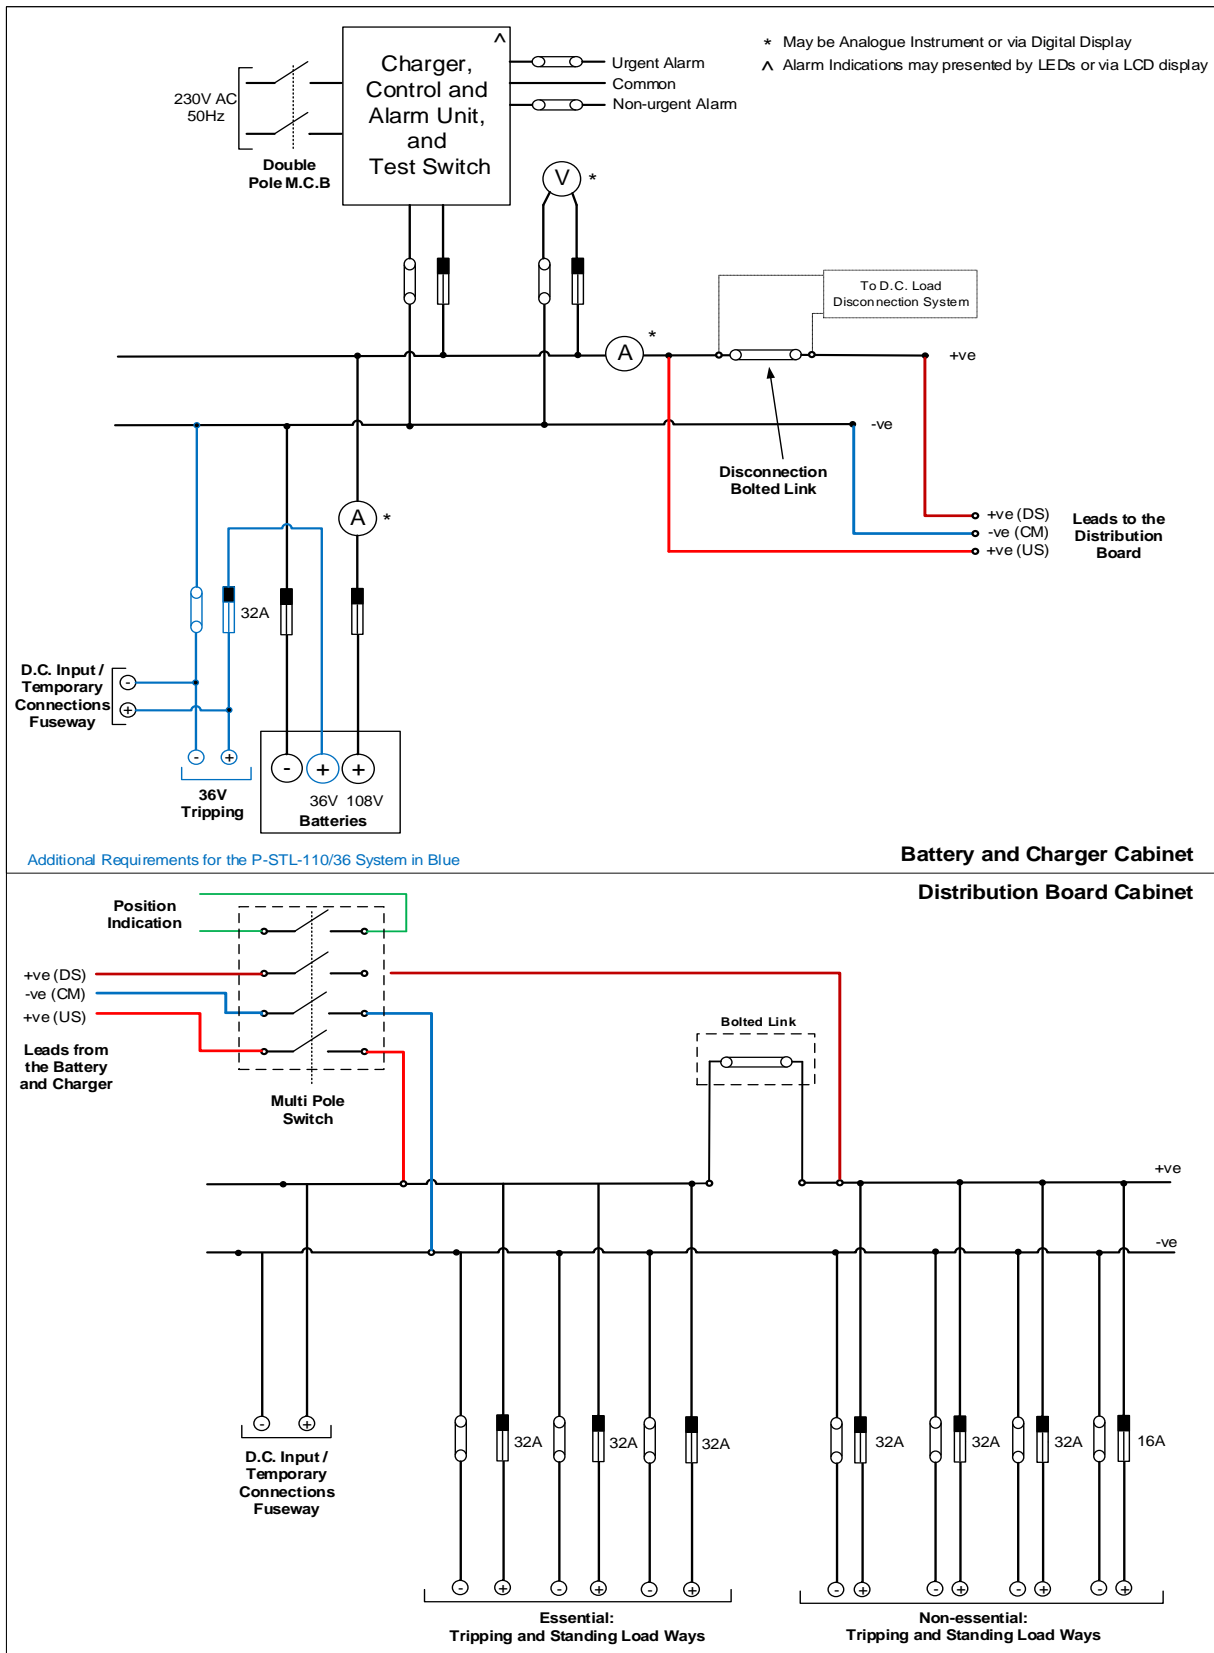 ^
Charger,
Control and
Alarm Unit,
and
Test Switch
* May be Analogue Instrument or via Digital Display
^ Alarm Indications may presented by LEDs or via LCD display
Urgent Alarm
Common
Non-urgent Alarm
230V AC
50Hz
Double
Pole M.C.B
V *
To D.C. Load
Disconnection System
A *
+ve
-ve
Disconnection
Bolted Link
A *
+ve (DS)
-ve (CM)
+ve (US)
Leads to the
Distribution
Board
32A
D.C. Input /
Temporary
Connections
Fuseway
-
+
- +
36V
Tripping
- + +
36V 108V
Batteries
Additional Requirements for the P-STL-110/36 System in Blue
Battery and Charger Cabinet
Distribution Board Cabinet
Position
Indication
+ve (DS)
-ve (CM)
+ve (US)
Leads from
the Battery
and Charger
Multi Pole
Switch
Bolted Link
+ve
-ve
- +
D.C. Input /
Temporary
Connections
Fuseway
32A 32A 32A 32A 32A 32A 16A
- + - + - + - + - + - + - +
Essential:
Tripping and Standing Load Ways
Non-essential:
Tripping and Standing Load Ways